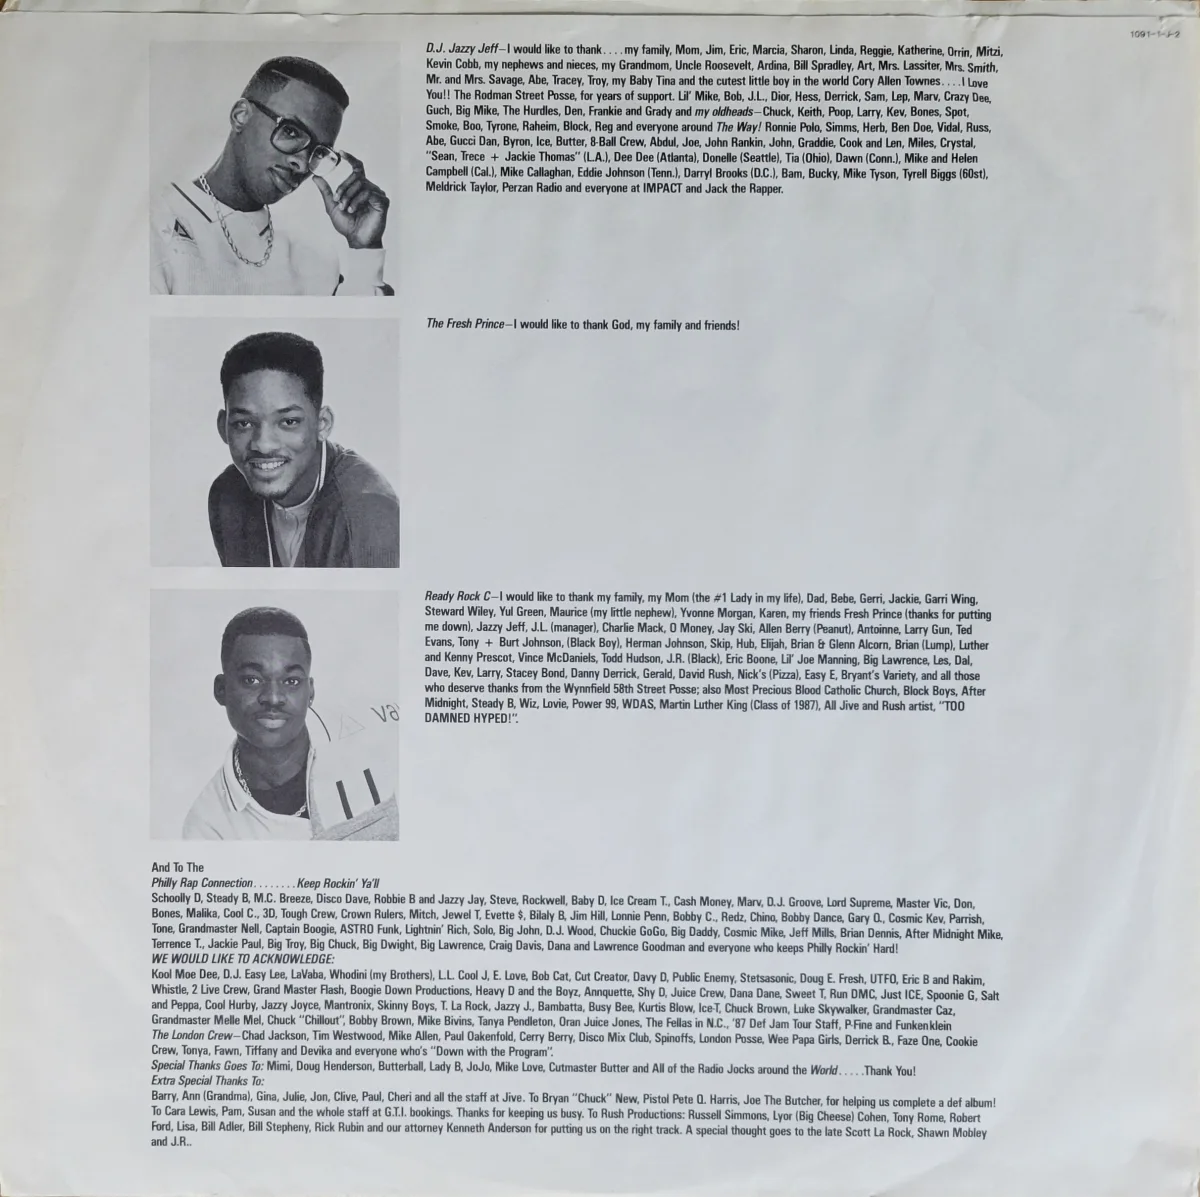 1091-1-J-2
D.J. Jazzy Jeff—I would like to thank....my family, Mom, Jim, Eric, Marcia, Sharon, Linda, Reggie, Katherine, Orrin, Mitzi,
Kevin Cobb, my nephews and nieces, my Grandmom, Uncle Roosevelt, Ardina, Bill Spradley, Art, Mrs. Lassiter, Mrs. Smith,
Mr. and Mrs. Savage, Abe, Tracey, Troy, my Baby Tina and the cutest little boy in the world Cory Allen Townes....I Love
You!! The Rodman Street Posse, for years of support. Lil' Mike, Bob, J.L., Dior, Hess, Derrick, Sam, Lep, Marv, Crazy Dee,
Guch, Big Mike, The Hurdles, Den, Frankie and Grady and my oldheads—Chuck, Keith, Poop, Larry, Kev, Bones, Spot,
Smoke, Boo, Tyrone, Raheim, Block, Reg and everyone around The Way! Ronnie Polo, Simms, Herb, Ben Doe, Vidal, Russ,
Abe, Gucci Dan, Byron, Ice, Butter, 8-Ball Crew, Abdul, Joe, John Rankin, John, Graddie, Cook and Len, Miles, Crystal,
"Sean, Trece + Jackie Thomas" (L.A.), Dee Dee (Atlanta), Donelle (Seattle), Tia (Ohio), Dawn (Conn.), Mike and Helen
Campbell (Cal.), Mike Callaghan, Eddie Johnson (Tenn.), Darryl Brooks (D.C.), Bam, Bucky, Mike Tyson, Tyrell Biggs (60st),
Meldrick Taylor, Perzan Radio and everyone at IMPACT and Jack the Rapper.
The Fresh Prince—I would like to thank God, my family and friends!
Ready Rock C—I would like to thank my family, my Mom (the #1 Lady in my life), Dad, Bebe, Gerri, Jackie, Garri Wing,
Steward Wiley, Yul Green, Maurice (my little nephew), Yvonne Morgan, Karen, my friends Fresh Prince (thanks for putting
me down), Jazzy Jeff, J.L. (manager), Charlie Mack, O Money, Jay Ski, Allen Berry (Peanut), Antoinne, Larry Gun, Ted
Evans, Tony + Burt Johnson, (Black Boy), Herman Johnson, Skip, Hub, Elijah, Brian & Glenn Alcorn, Brian (Lump), Luther
and Kenny Prescot, Vince McDaniels, Todd Hudson, J.R. (Black), Eric Boone, Lil' Joe Manning, Big Lawrence, Les, Dal,
Dave, Kev, Larry, Stacey Bond, Danny Derrick, Gerald, David Rush, Nick's (Pizza), Easy E, Bryant's Variety, and all those
who deserve thanks from the Wynnfield 58th Street Posse; also Most Precious Blood Catholic Church, Block Boys, After
Midnight, Steady B, Wiz, Lovie, Power 99, WDAS, Martin Luther King (Class of 1987), All Jive and Rush artist, "TOO
DAMNED HYPED!".
Va
And To The
Philly Rap Connection........Keep Rockin' Ya'll
Schoolly D, Steady B, M.C. Breeze, Disco Dave, Robbie B and Jazzy Jay, Steve, Rockwell, Baby D, Ice Cream T., Cash Money, Marv, D.J. Groove, Lord Supreme, Master Vic, Don,
Bones, Malika, Cool C., 3D, Tough Crew, Crown Rulers, Mitch, Jewel T, Evette $, Bilaly B, Jim Hill, Lonnie Penn, Bobby C., Redz, Chino, Bobby Dance, Gary O., Cosmic Kev, Parrish,
Tone, Grandmaster Nell, Captain Boogie, ASTRO Funk, Lightnin' Rich, Solo, Big John, D.J. Wood, Chuckie GoGo, Big Daddy, Cosmic Mike, Jeff Mills, Brian Dennis, After Midnight Mike,
Terrence T., Jackie Paul, Big Troy, Big Chuck, Big Dwight, Big Lawrence, Craig Davis, Dana and Lawrence Goodman and everyone who keeps Philly Rockin' Hard!
WE WOULD LIKE TO ACKNOWLEDGE:
Kool Moe Dee, D.J. Easy Lee, LaVaba, Whodini (my Brothers), L.L. Cool J, E. Love, Bob Cat, Cut Creator, Davy D, Public Enemy, Stetsasonic, Doug E. Fresh, UTFO, Eric B and Rakim,
Whistle, 2 Live Crew, Grand Master Flash, Boogie Down Productions, Heavy D and the Boyz, Annquette, Shy D, Juice Crew, Dana Dane, Sweet T, Run DMC, Just ICE, Spoonie G, Salt
and Peppa, Cool Hurby, Jazzy Joyce, Mantronix, Skinny Boys, T. La Rock, Jazzy J., Bambatta, Busy Bee, Kurtis Blow, Ice-T, Chuck Brown, Luke Skywalker, Grandmaster Caz,
Grandmaster Melle Mel, Chuck "Chillout", Bobby Brown, Mike Bivins, Tanya Pendleton, Oran Juice Jones, The Fellas in N.C., '87 Def Jam Tour Staff, P-Fine and Funkenklein
The London Crew—Chad Jackson, Tim Westwood, Mike Allen, Paul Oakenfold, Cerry Berry, Disco Mix Club, Spinoffs, London Posse, Wee Papa Girls, Derrick B., Faze One, Cookie
Crew, Tonya, Fawn, Tiffany and Devika and everyone who's "Down with the Program".
Special Thanks Goes To: Mimi, Doug Henderson, Butterball, Lady B, JoJo, Mike Love, Cutmaster Butter and All of the Radio Jocks around the World.....Thank You!
Extra Special Thanks To:
Barry, Ann (Grandma), Gina, Julie, Jon, Clive, Paul, Cheri and all the staff at Jive. To Bryan "Chuck" New, Pistol Pete Q. Harris, Joe The Butcher, for helping us complete a def album!
To Cara Lewis, Pam, Susan and the whole staff at G.T.I. bookings. Thanks for keeping us busy. To Rush Productions: Russell Simmons, Lyor (Big Cheese) Cohen, Tony Rome, Robert
Ford, Lisa, Bill Adler, Bill Stepheny, Rick Rubin and our attorney Kenneth Anderson for putting us on the right track. A special thought goes to the late Scott La Rock, Shawn Mobley
and J.R..